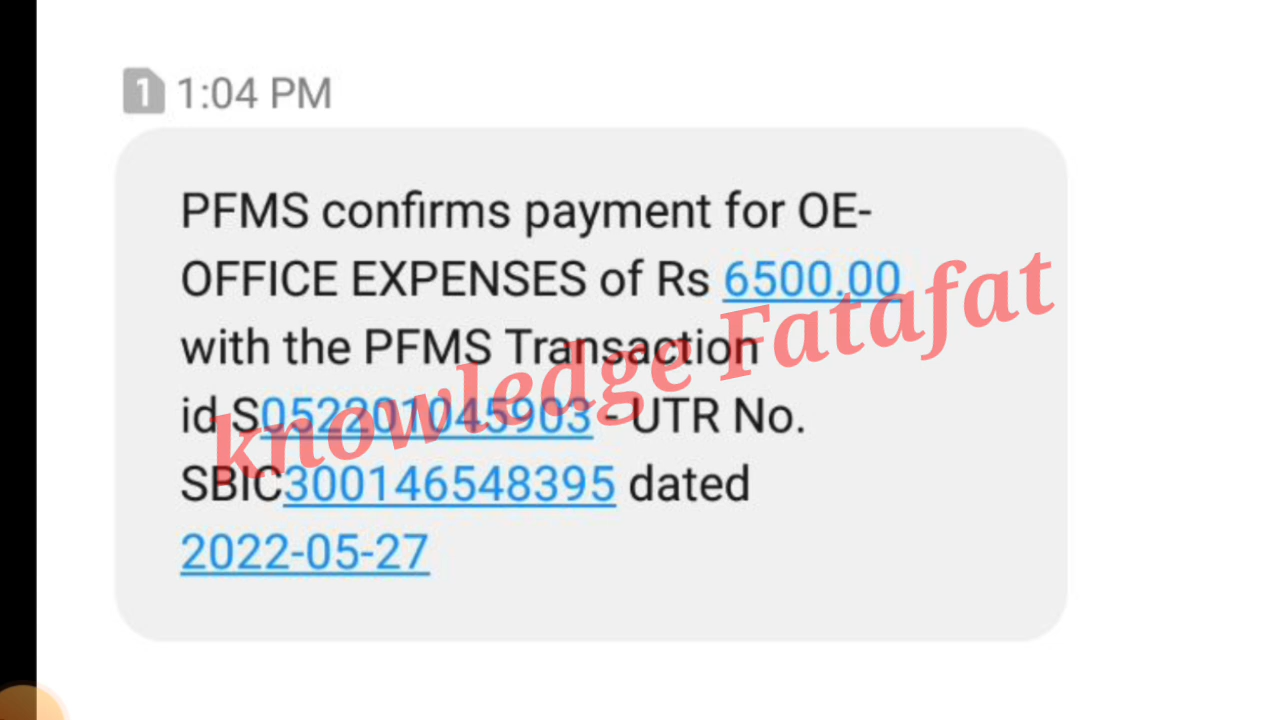 1 1:04 PM
PFMS confirms payment for OE-
OFFICE EXPENSES of Rs 6500.00
with the PFMS Transaction
id S052201045903 - UTR No.
SBIC300146548395 dated
2022-05-27
knowledge Fatafat